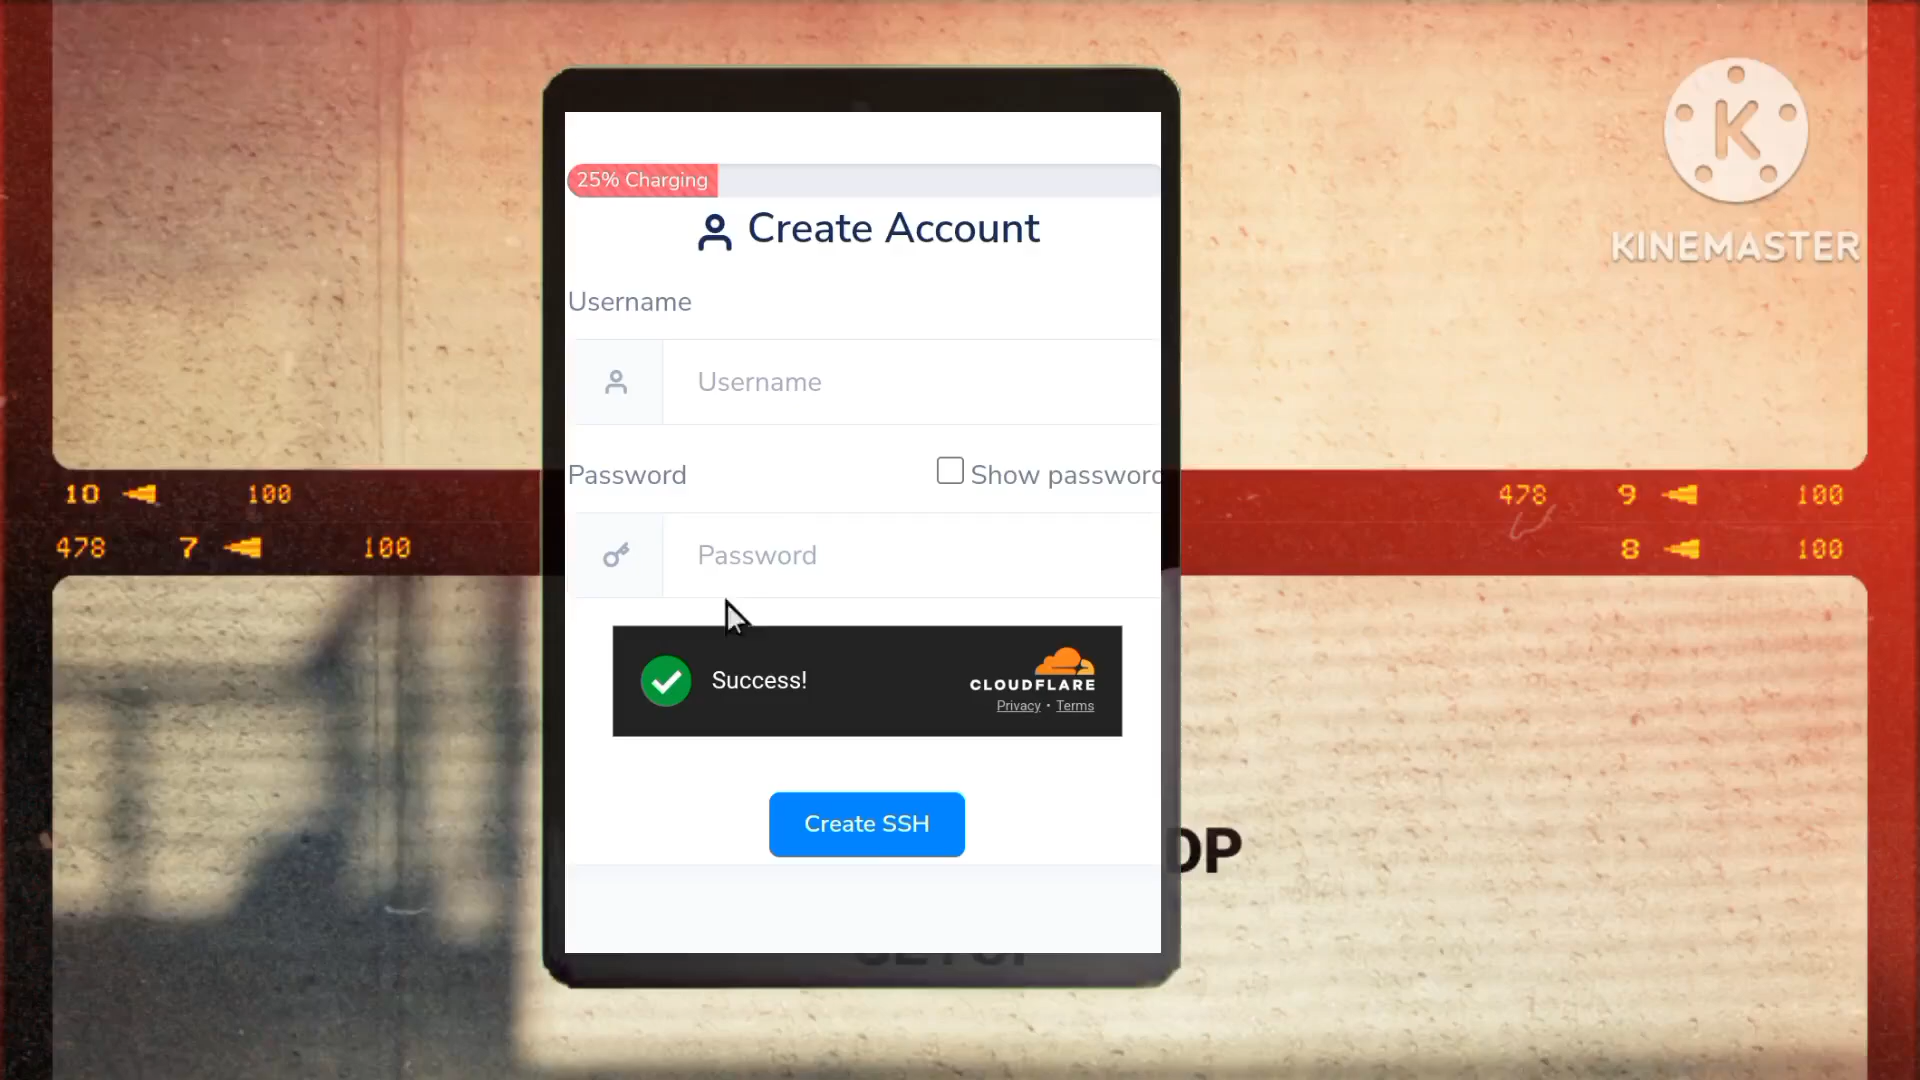 KINEMASTER
25% Charging
Create Account
Username
Username
Password
Show password
10 100
478 9 100
478 7 100
8 100
Password
Success!
CLOUDFLARE
Privacy • Terms
Create SSH
DP